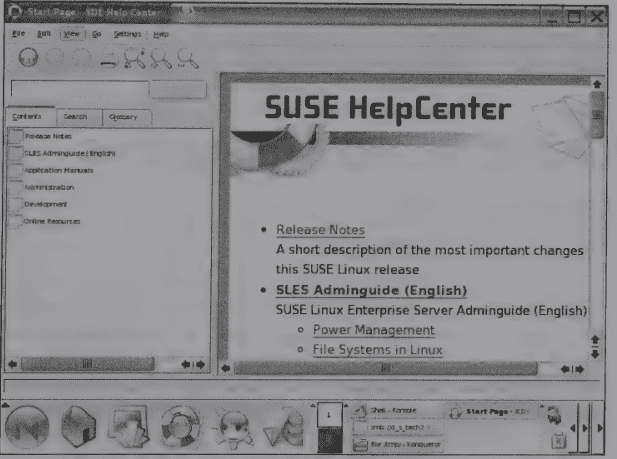 Start Page - KDE Help Center
File Edit View Go Settings Help
Contents Search Glossary
Release Notes
SLES Adminguide (English)
Application Manuals
Administration
Development
Online Resources
SUSE HelpCenter
Release Notes
A short description of the most important changes
this SUSE Linux release
SLES Adminguide (English)
SUSE Linux Enterprise Server Adminguide (English)
Power Management
File Systems in Linux
1
Shell - Konsole
Start Page - KD
- Konqueror